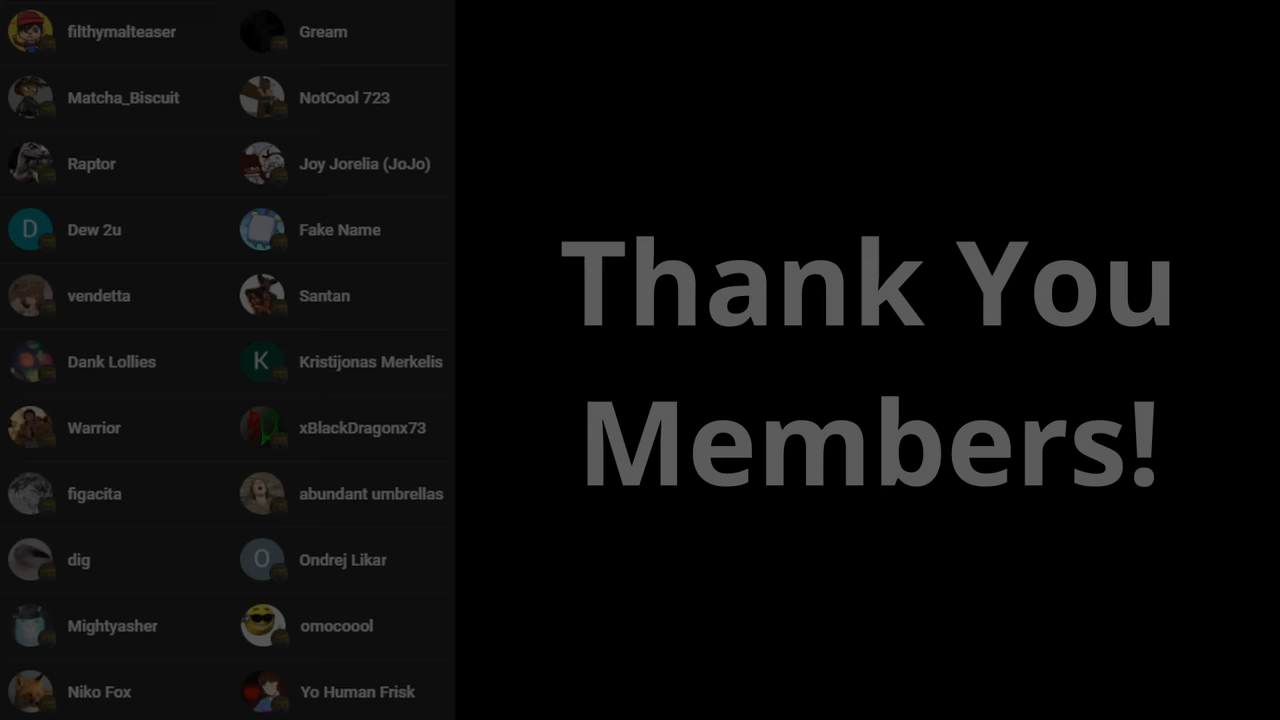 filthymalteaser
Matcha_Biscuit
Raptor
D
Dew 2u
vendetta
Dank Lollies
Warrior
figacita
dig
Mightyasher
Niko Fox
Gream
NotCool 723
Joy Jorelia (JoJo)
Fake Name
Santan
K
Kristijonas Merkelis
xBlackDragonx73
abundant umbrellas
O
Ondrej Likar
omocoool
Yo Human Frisk
Thank You
Members!